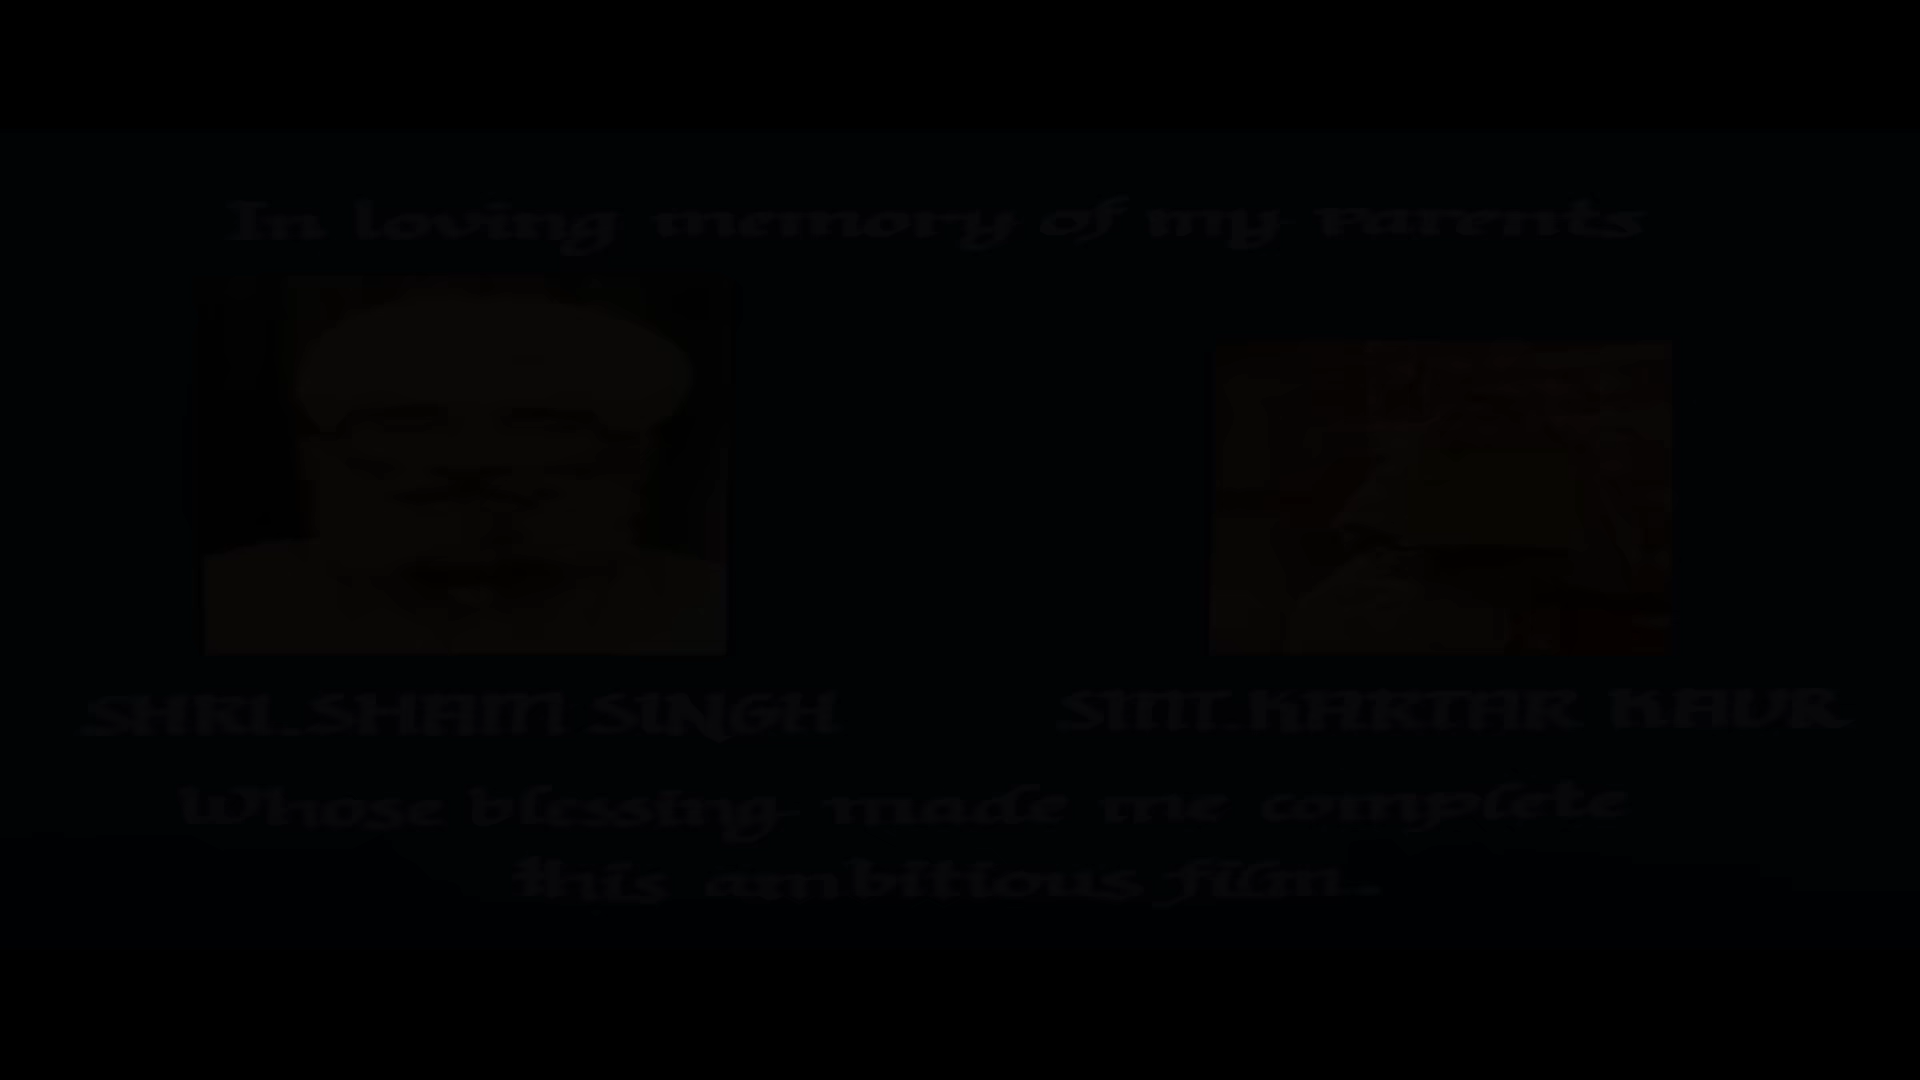 In loving memory of my Parents
SHRI. SHAM SINGH
SMT. KARTAR KAUR
Whose blessing made me complete
this ambitious film.